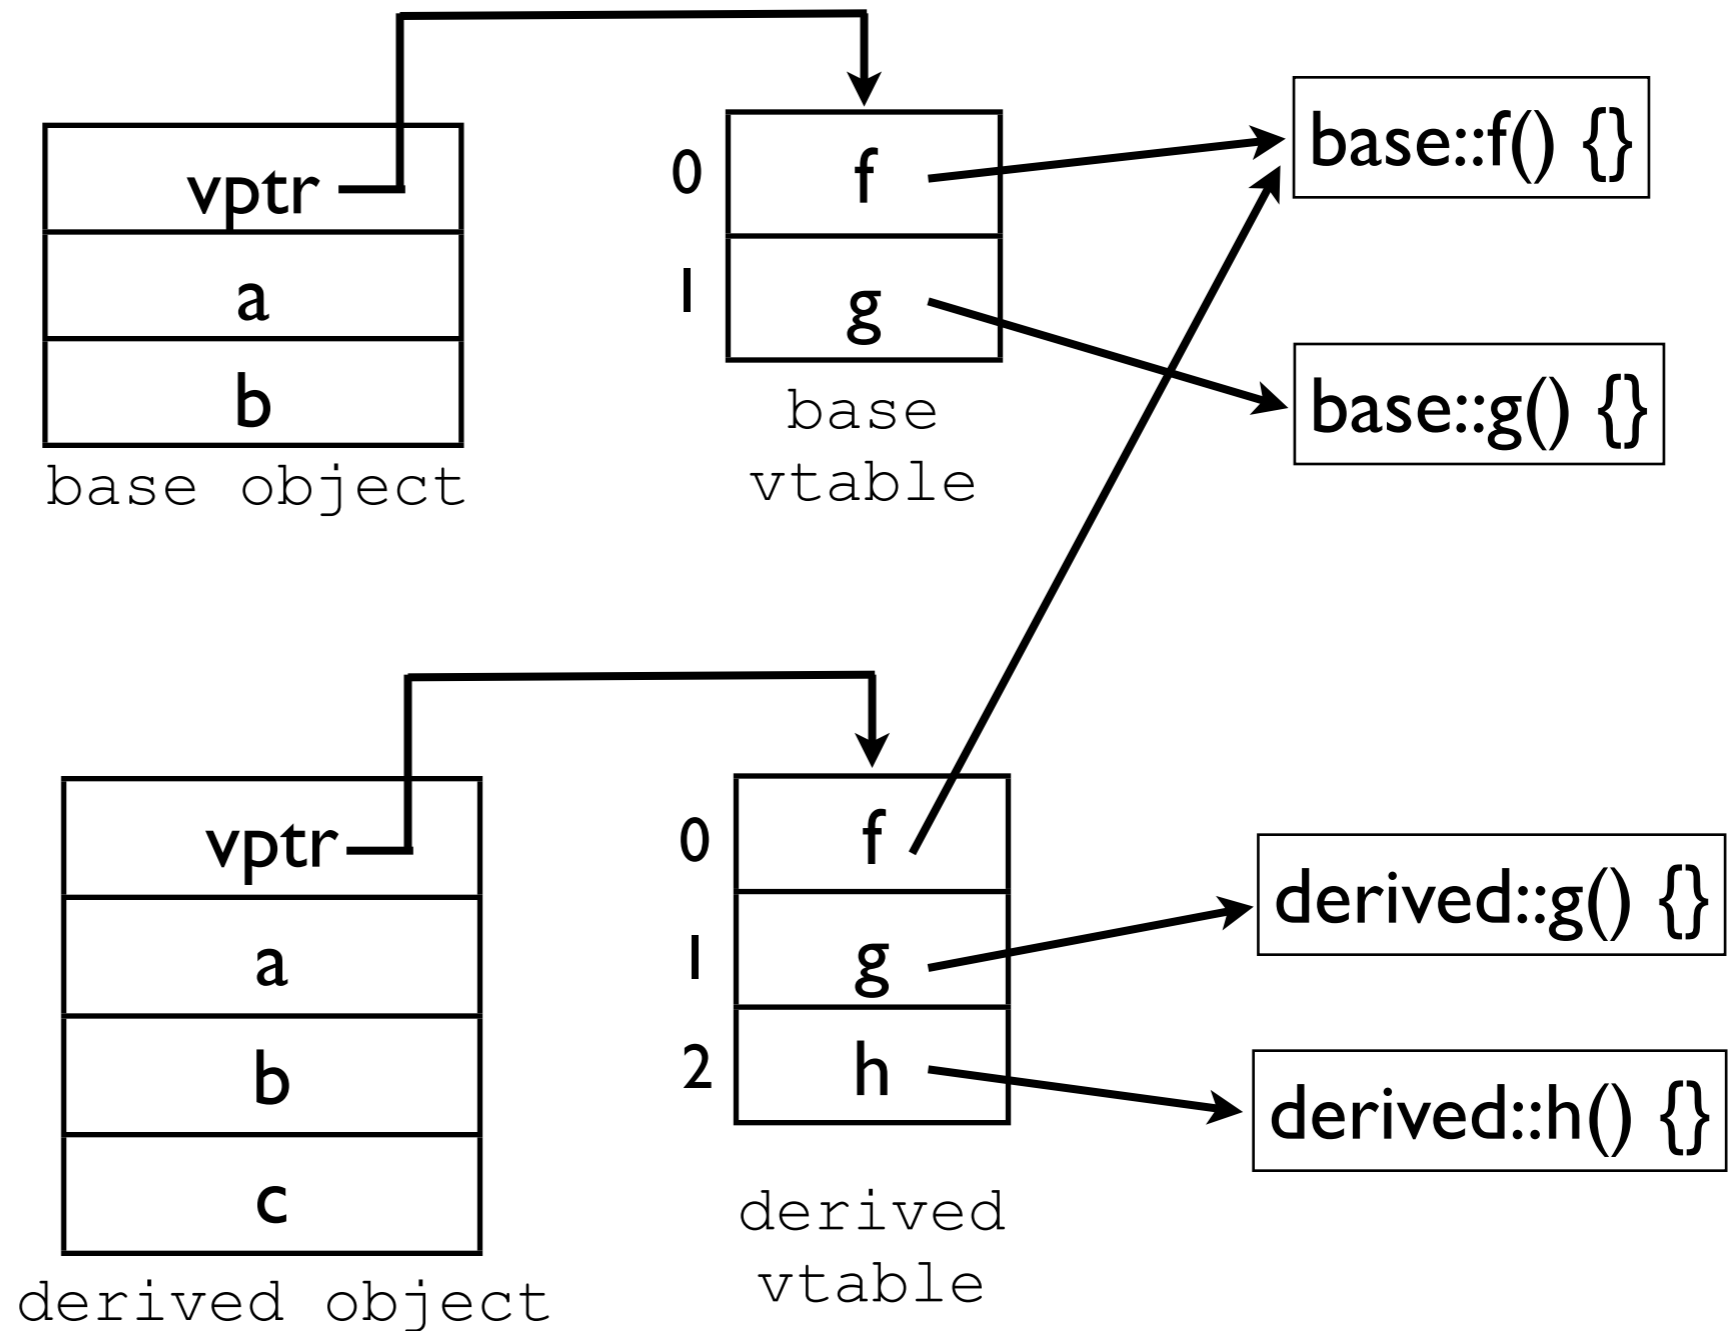 vptr
a
b
base object
0
f
1
g
base
vtable
base::f() {}
base::g() {}
vptr
a
b
c
derived object
0
f
1
g
2
h
derived
vtable
derived::g() {}
derived::h() {}